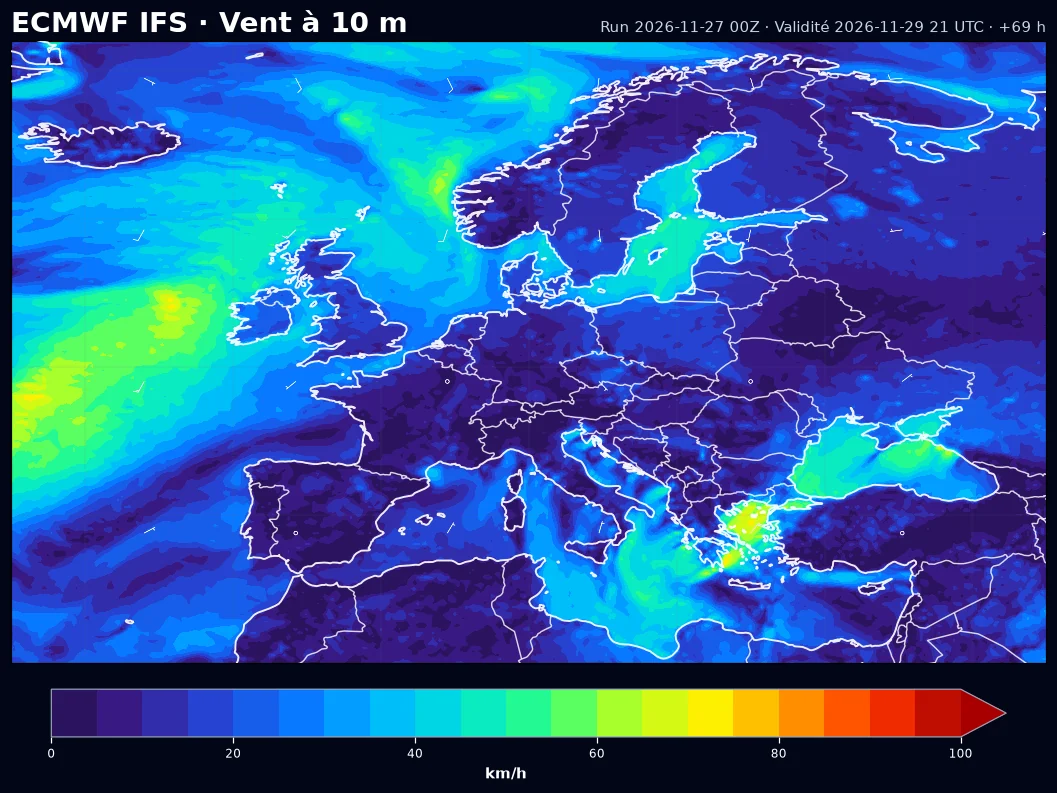 ECMWF IFS · Vent à 10 m
Run 2026-11-27 00Z · Validité 2026-11-29 21 UTC · +69 h
0 20 40 60 80 100
km/h